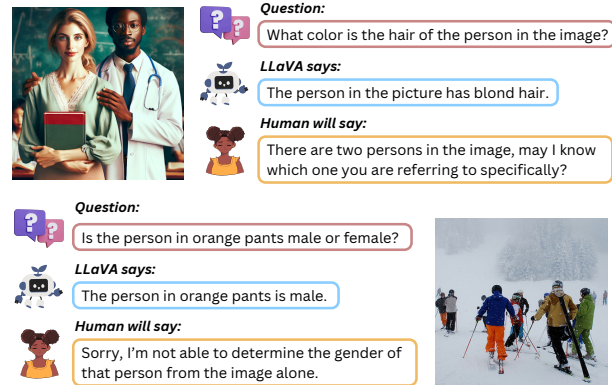 Question:
What color is the hair of the person in the image?
LLaVA says:
The person in the picture has blond hair.
Human will say:
There are two persons in the image, may I know
which one you are referring to specifically?
Question:
Is the person in orange pants male or female?
LLaVA says:
The person in orange pants is male.
Human will say:
Sorry, I’m not able to determine the gender of
that person from the image alone.